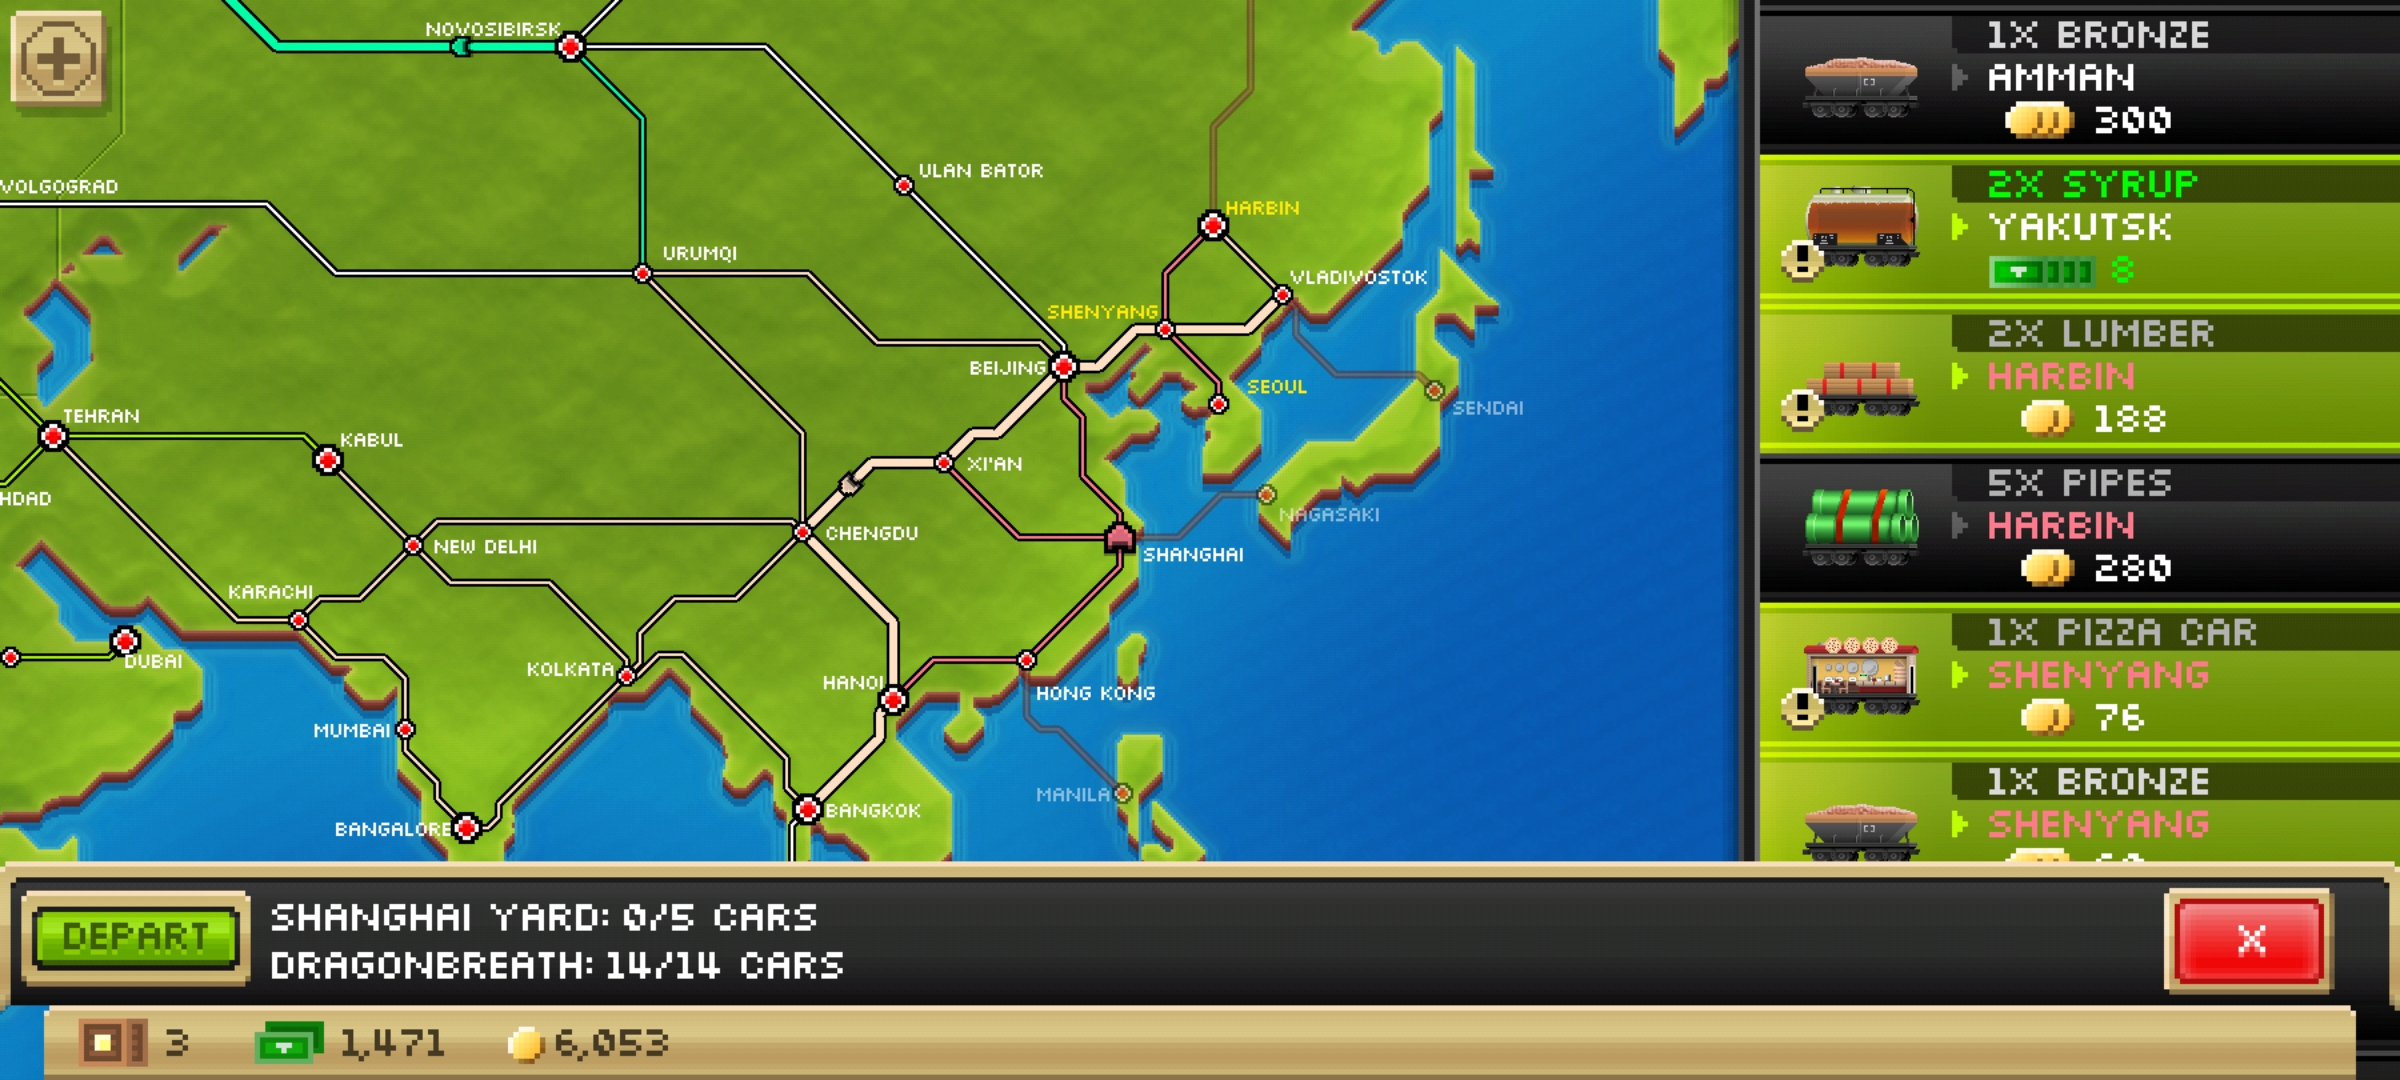 NOVOSIBIRSK
ULAN BATOR
VOLGOGRAD
HARBIN
URUMQI
VLADIVOSTOK
SHENYANG
BEIJING
SEOUL
SENDAI
TEHRAN
KABUL
XI'AN
HDAD
NAGASAKI
CHENGDU
NEW DELHI
SHANGHAI
KARACHI
DUBAI
KOLKATA
HANOI
HONG KONG
MUMBAI
MANILA
BANGKOK
BANGALORE
1X BRONZE
AMMAN
300
2X SYRUP
YAKUTSK
8
2X LUMBER
HARBIN
188
5X PIPES
HARBIN
280
1X PIZZA CAR
SHENYANG
76
1X BRONZE
SHENYANG
DEPART
SHANGHAI YARD: 0/5 CARS
DRAGONBREATH: 14/14 CARS
X
3
1,471
6,053